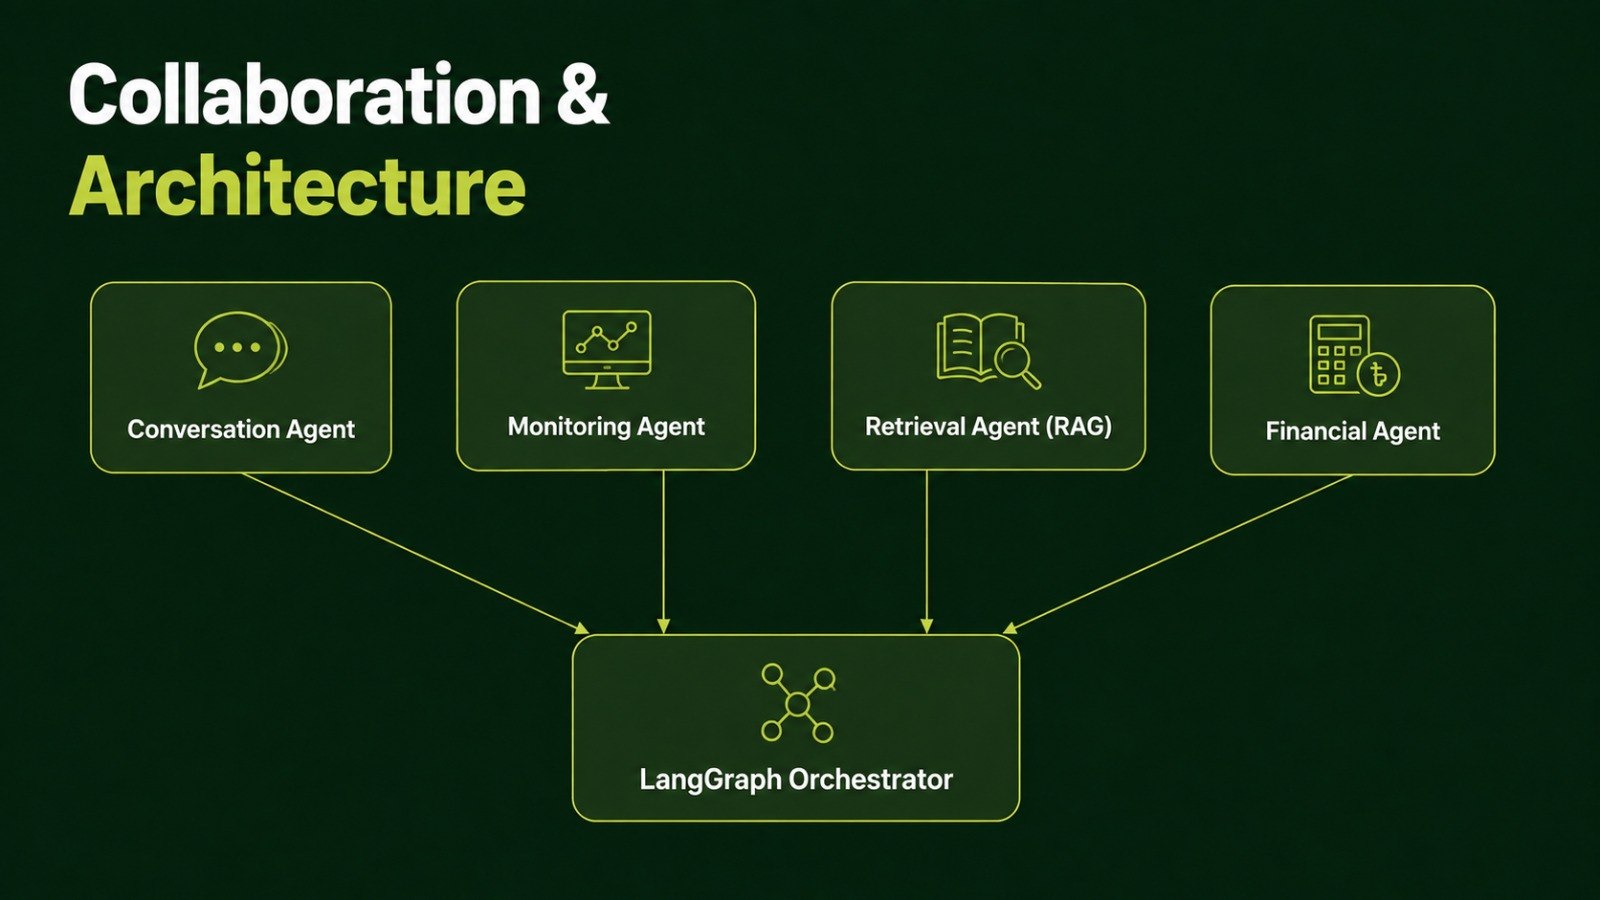 Collaboration &
Architecture
Conversation Agent
Monitoring Agent
Retrieval Agent (RAG)
৳
Financial Agent
LangGraph Orchestrator